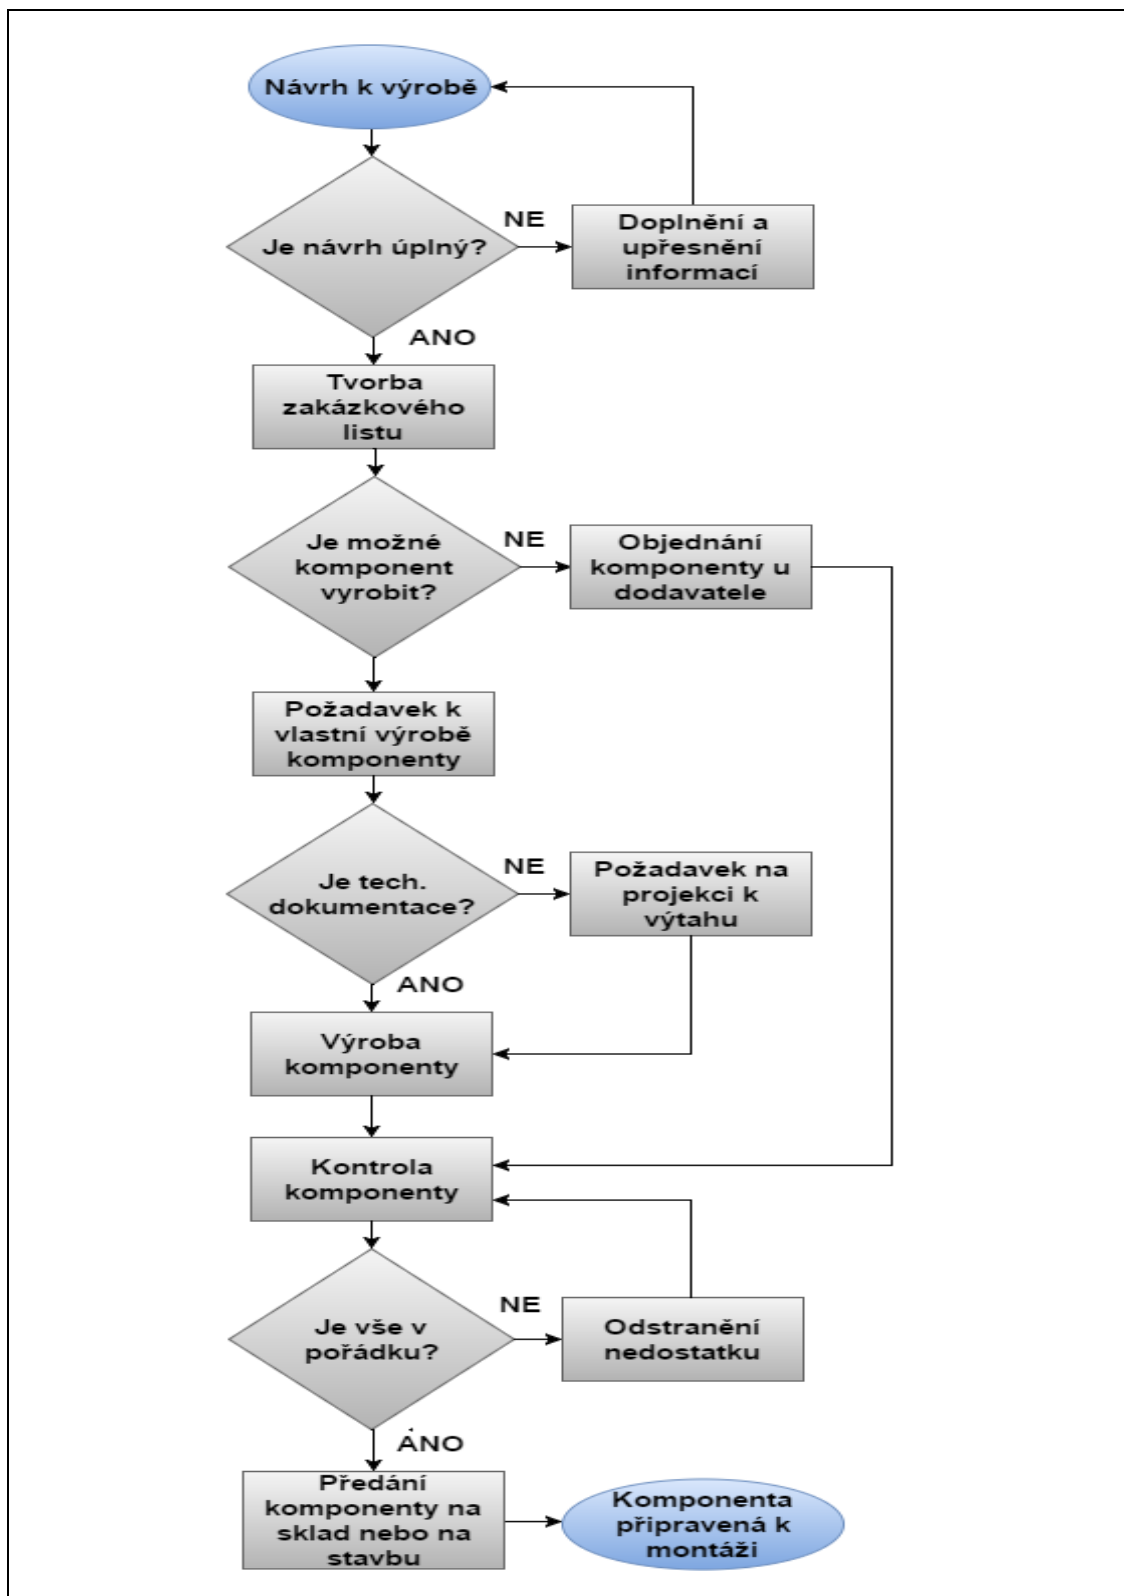 Návrh k výrobě
NE
Je návrh úplný?
Doplnění a
upřesnění
informací
ANO
Tvorba
zakázkového
listu
Je možné
komponent
vyrobit?
NE
Objednání
komponenty u
dodavatele
Požadavek k
vlastní výrobě
komponenty
Je tech.
dokumentace?
NE
Požadavek na
projekci k
výtahu
ANO
Výroba
komponenty
Kontrola
komponenty
Je vše v
pořádku?
NE
Odstranění
nedostatku
ANO
Předání
komponenty na
sklad nebo na
stavbu
Komponenta
připravená k
montáži